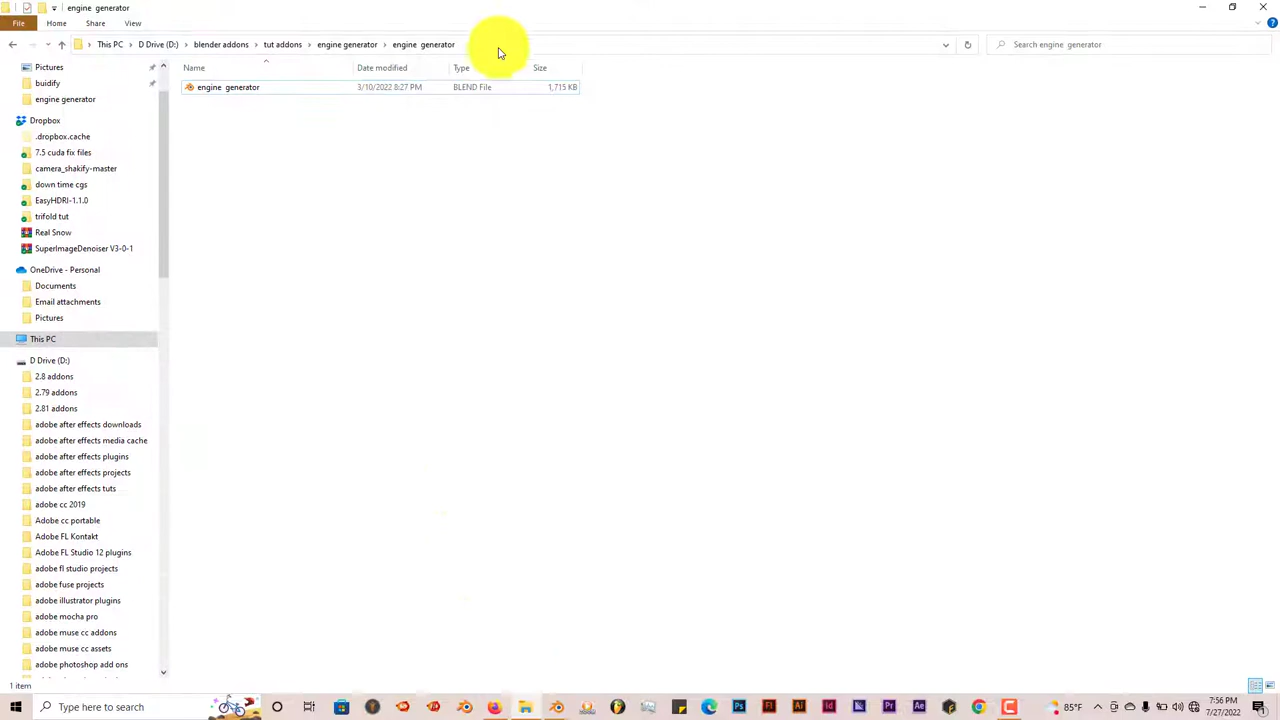 engine  generator
File Home Share View
This PC D Drive (D:) blender addons tut addons engine generator engine  generator
Search engine  generator
Name Date modified Type Size
engine  generator 3/10/2022 8:27 PM BLEND File 1,715 KB
Pictures
buidify
engine generator
Dropbox
.dropbox.cache
7.5 cuda fix files
camera_shakify-master
down time cgs
EasyHDRI-1.1.0
trifold tut
Real Snow
SuperImageDenoiser V3-0-1
OneDrive - Personal
Documents
Email attachments
Pictures
This PC
D Drive (D:)
2.8 addons
2.79 addons
2.81 addons
adobe after effects downloads
adobe after effects media cache
adobe after effects plugins
adobe after effects projects
adobe after effects tuts
adobe cc 2019
Adobe cc portable
Adobe FL Kontakt
Adobe FL Studio 12 plugins
adobe fl studio projects
adobe fuse projects
adobe illustrator plugins
adobe mocha pro
adobe muse cc addons
adobe muse cc assets
adobe photoshop add ons
1 item
Type here to search
Ps Fl Ai Id Ae Br Pr Ae
85°F
7:56 PM
7/27/2022